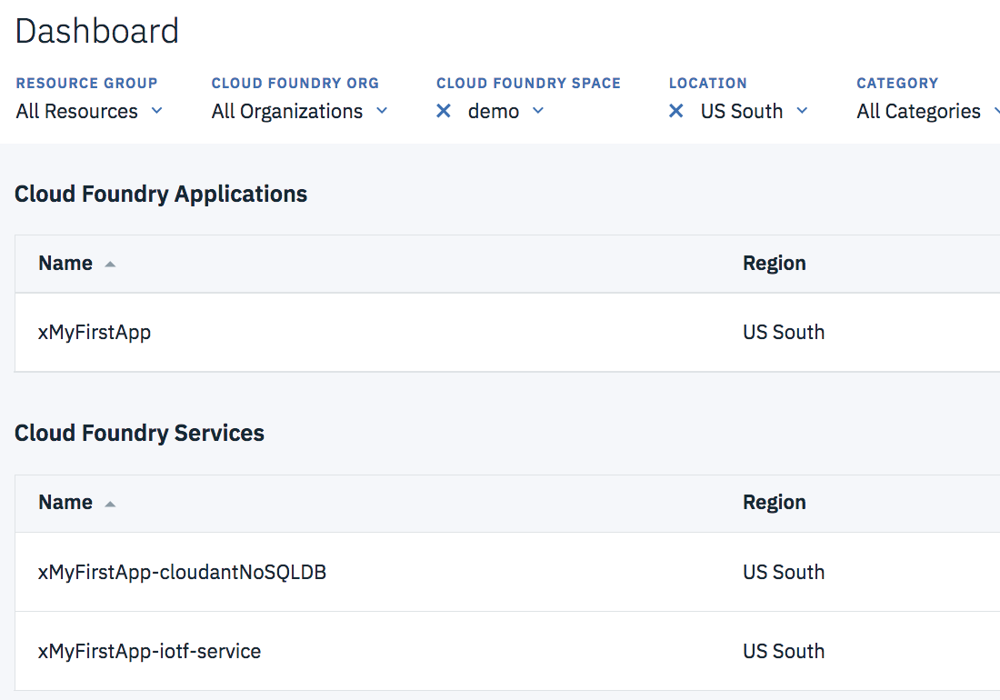 Dashboard
RESOURCE GROUP CLOUD FOUNDRY ORG CLOUD FOUNDRY SPACE LOCATION CATEGORY
All Resources All Organizations demo US South All Categories
Cloud Foundry Applications
Name Region
xMyFirstApp US South
Cloud Foundry Services
Name Region
xMyFirstApp-cloudantNoSQLDB US South
xMyFirstApp-iotf-service US South